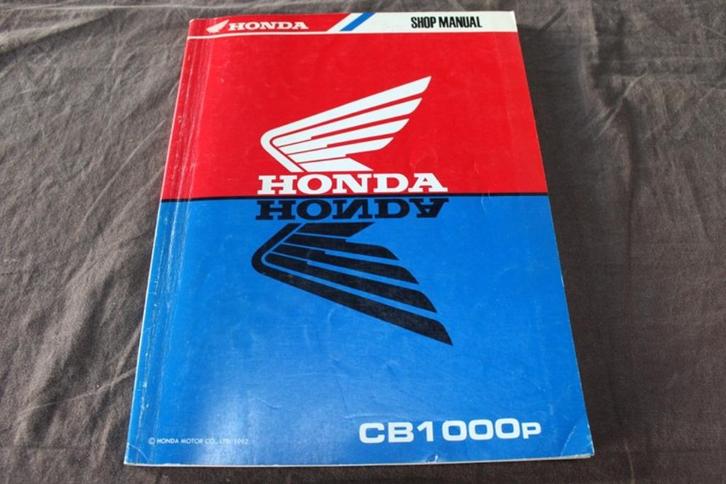 HONDA
SHOP MANUAL
HONDA
HONDA
© HONDA MOTOR CO., LTD. 1992
CB1000P